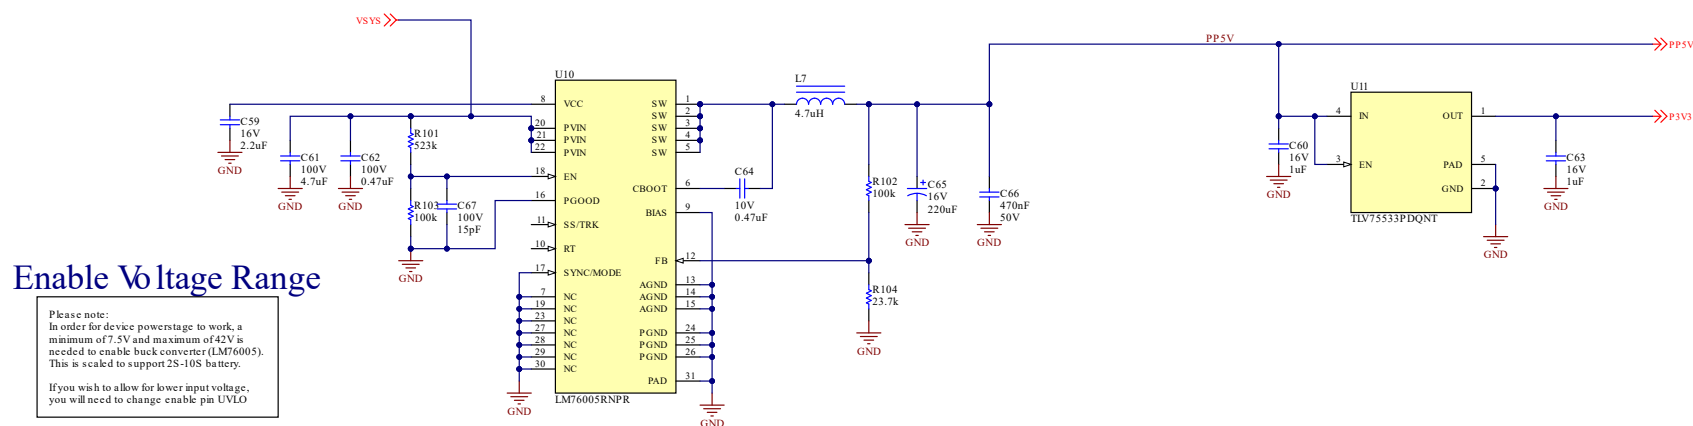 VSYS
PP5V
PP5V
U10
LM76005RNPR
8
VCC
20
PVIN
21
PVIN
22
PVIN
18
EN
16
PGOOD
11
SS/TRK
10
RT
17
SYNC/MODE
7
NC
19
NC
23
NC
27
NC
28
NC
29
NC
30
NC
SW
1
SW
2
SW
3
SW
4
SW
5
CBOOT
6
BIAS
9
FB
12
AGND
13
AGND
14
AGND
15
PGND
24
PGND
25
PGND
26
PAD
31
C59
16V
2.2uF
GND
C61
100V
4.7uF
GND
C62
100V
0.47uF
GND
R101
523k
R103
100k
C67
100V
15pF
GND
GND
GND
L7
4.7uH
C64
10V
0.47uF
R102
100k
R104
23.7k
GND
C65
+
16V
220uF
GND
C66
470nF
50V
GND
U11
TLV75533PDQNT
4
IN
3
EN
OUT
1
PAD
5
GND
2
C60
16V
1uF
GND
GND
C63
16V
1uF
GND
P3V3
Enable Voltage Range
Please note:
In order for device powerstage to work, a
minimum of 7.5V and maximum of 42V is
needed to enable buck converter (LM76005).
This is scaled to support 2S-10S battery.
If you wish to allow for lower input voltage,
you will need to change enable pin UVLO